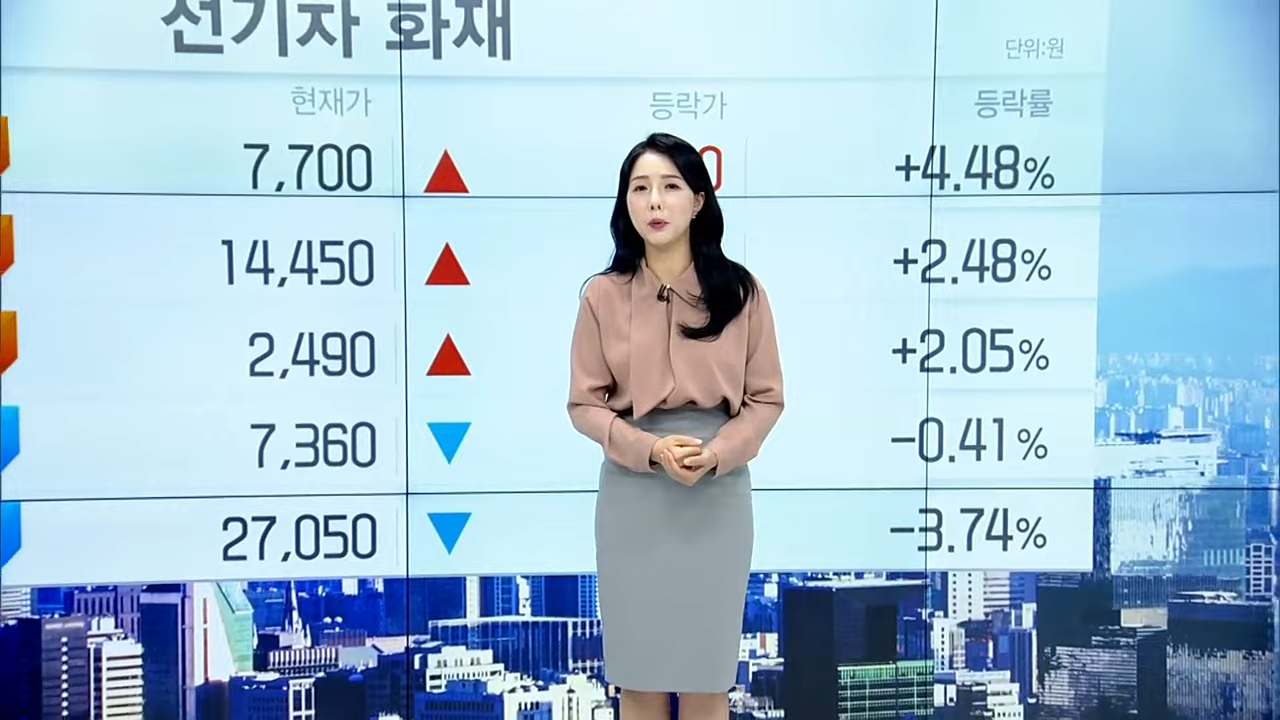 전기차 화재
단위:원
현재가 등락가 등락률
7,700 ▲ 0 +4.48%
14,450 ▲ +2.48%
2,490 ▲ +2.05%
7,360 ▼ -0.41%
27,050 ▼ -3.74%